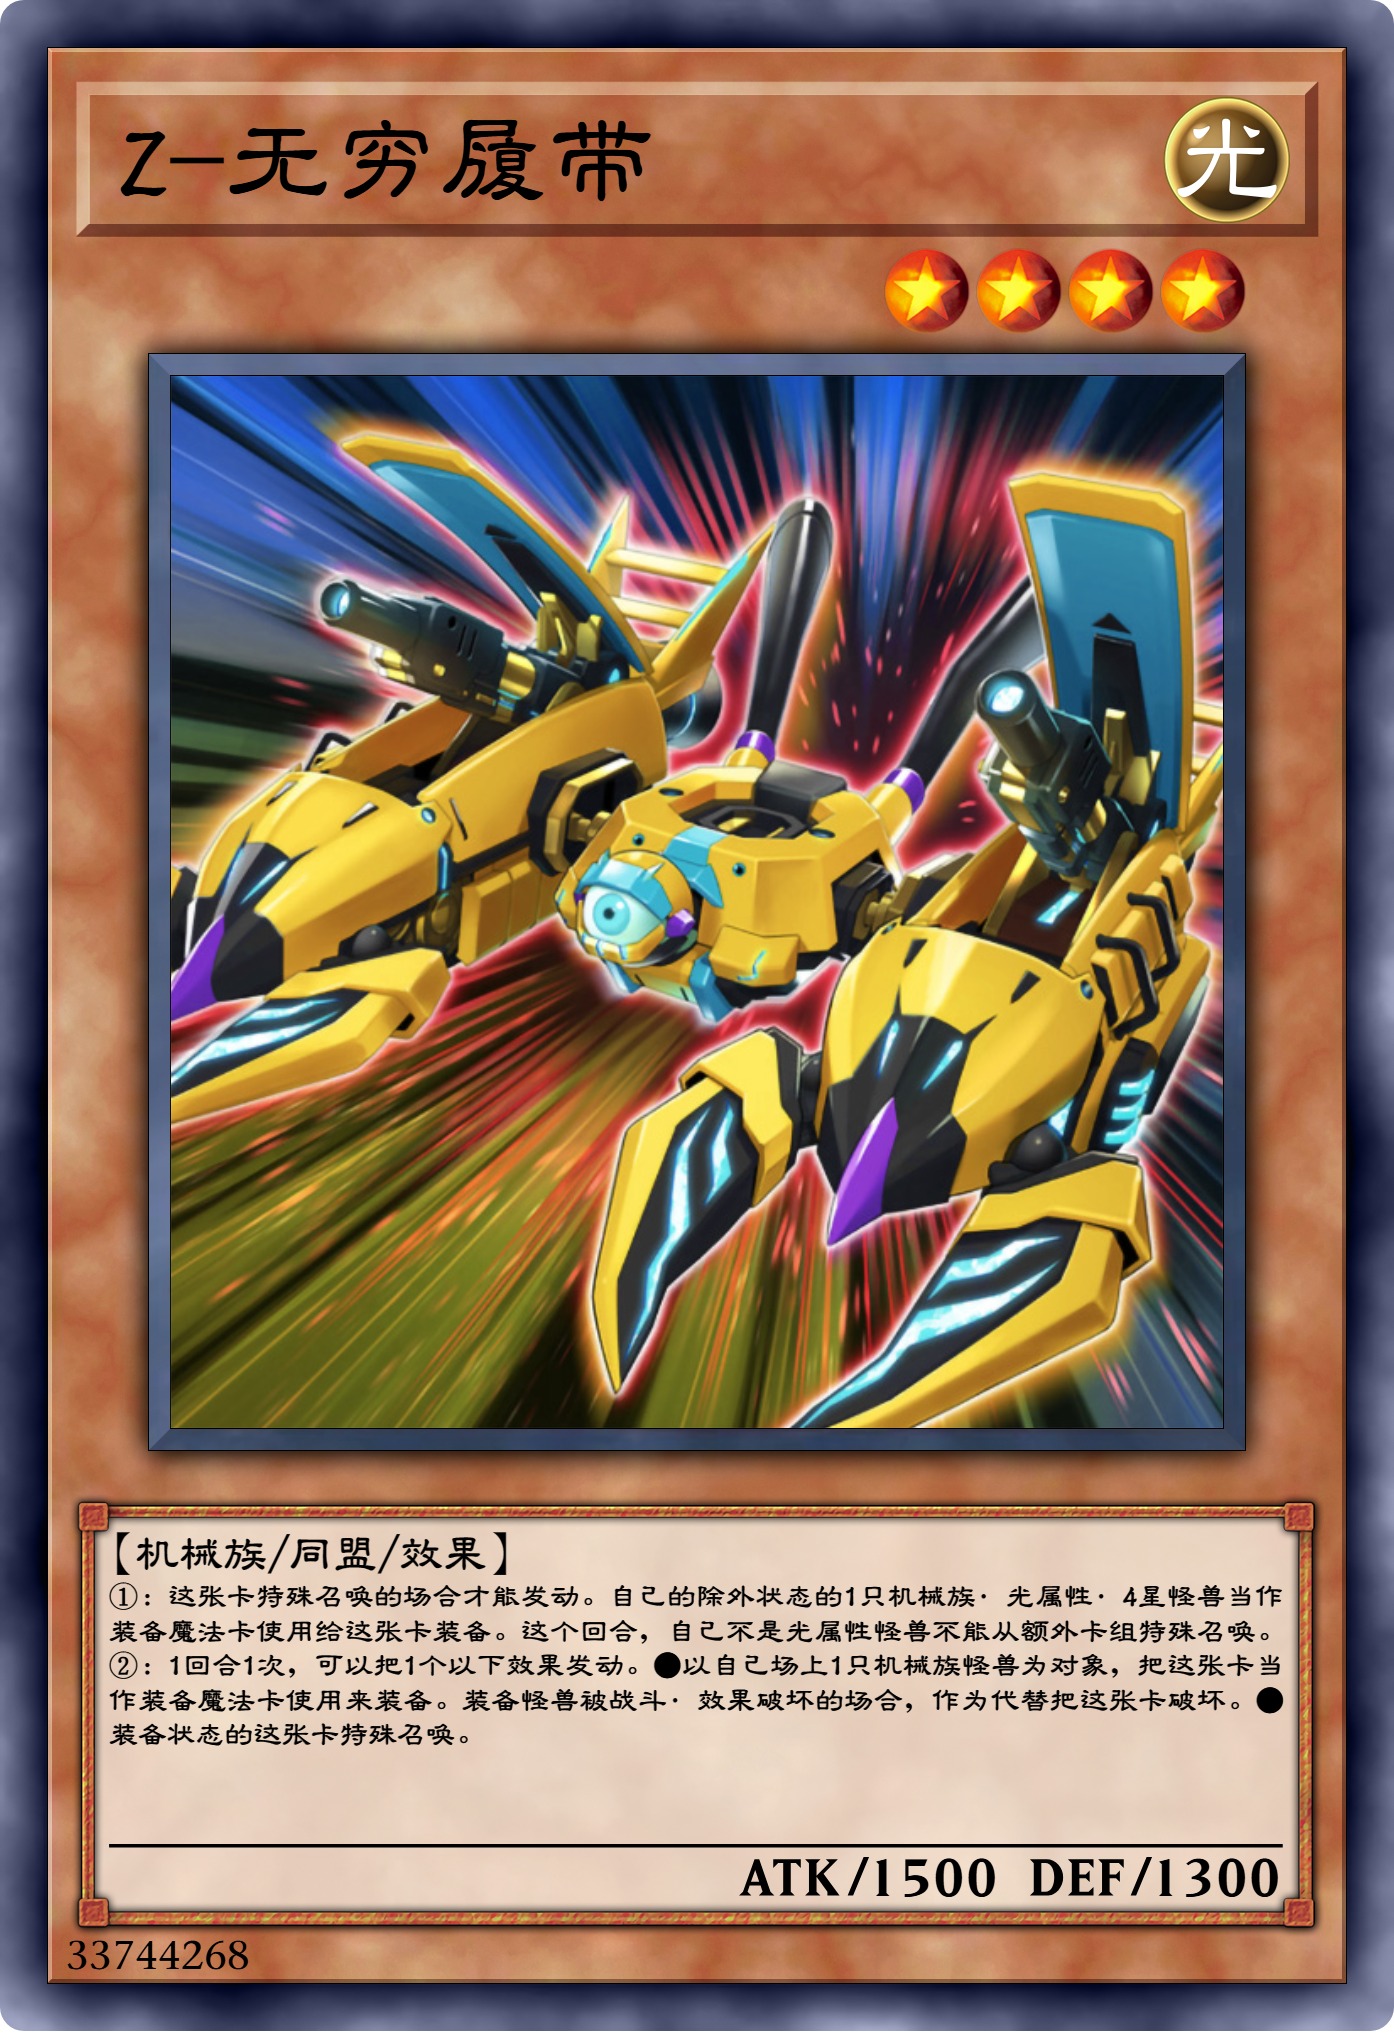 Z-无穷履带
光
【机械族/同盟/效果】
①：这张卡特殊召唤的场合才能发动。自己的除外状态的1只机械族·光属性·4星怪兽当作
装备魔法卡使用给这张卡装备。这个回合，自己不是光属性怪兽不能从额外卡组特殊召唤。
②：1回合1次，可以把1个以下效果发动。●以自己场上1只机械族怪兽为对象，把这张卡当
作装备魔法卡使用来装备。装备怪兽被战斗·效果破坏的场合，作为代替把这张卡破坏。●
装备状态的这张卡特殊召唤。
ATK/1500 DEF/1300
33744268